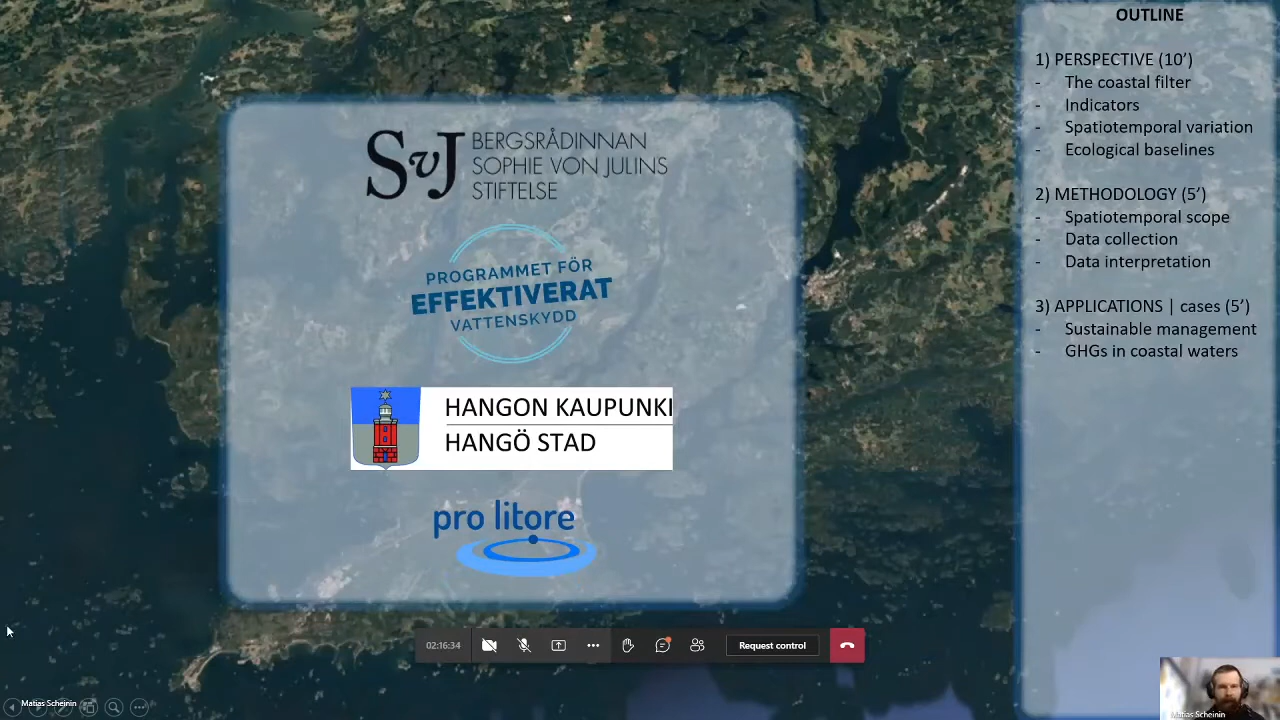 SvJ
BERGSRÅDINNAN
SOPHIE VON JULINS
STIFTELSE
PROGRAMMET FÖR
EFFEKTIVERAT
VATTENSKYDD
HANGON KAUPUNKI
HANGÖ STAD
pro litore
OUTLINE
1) PERSPECTIVE (10’)
- The coastal filter
- Indicators
- Spatiotemporal variation
- Ecological baselines
2) METHODOLOGY (5’)
- Spatiotemporal scope
- Data collection
- Data interpretation
3) APPLICATIONS | cases (5’)
- Sustainable management
- GHGs in coastal waters
02:16:34
Request control
Matias Scheinin
Matias Scheinin